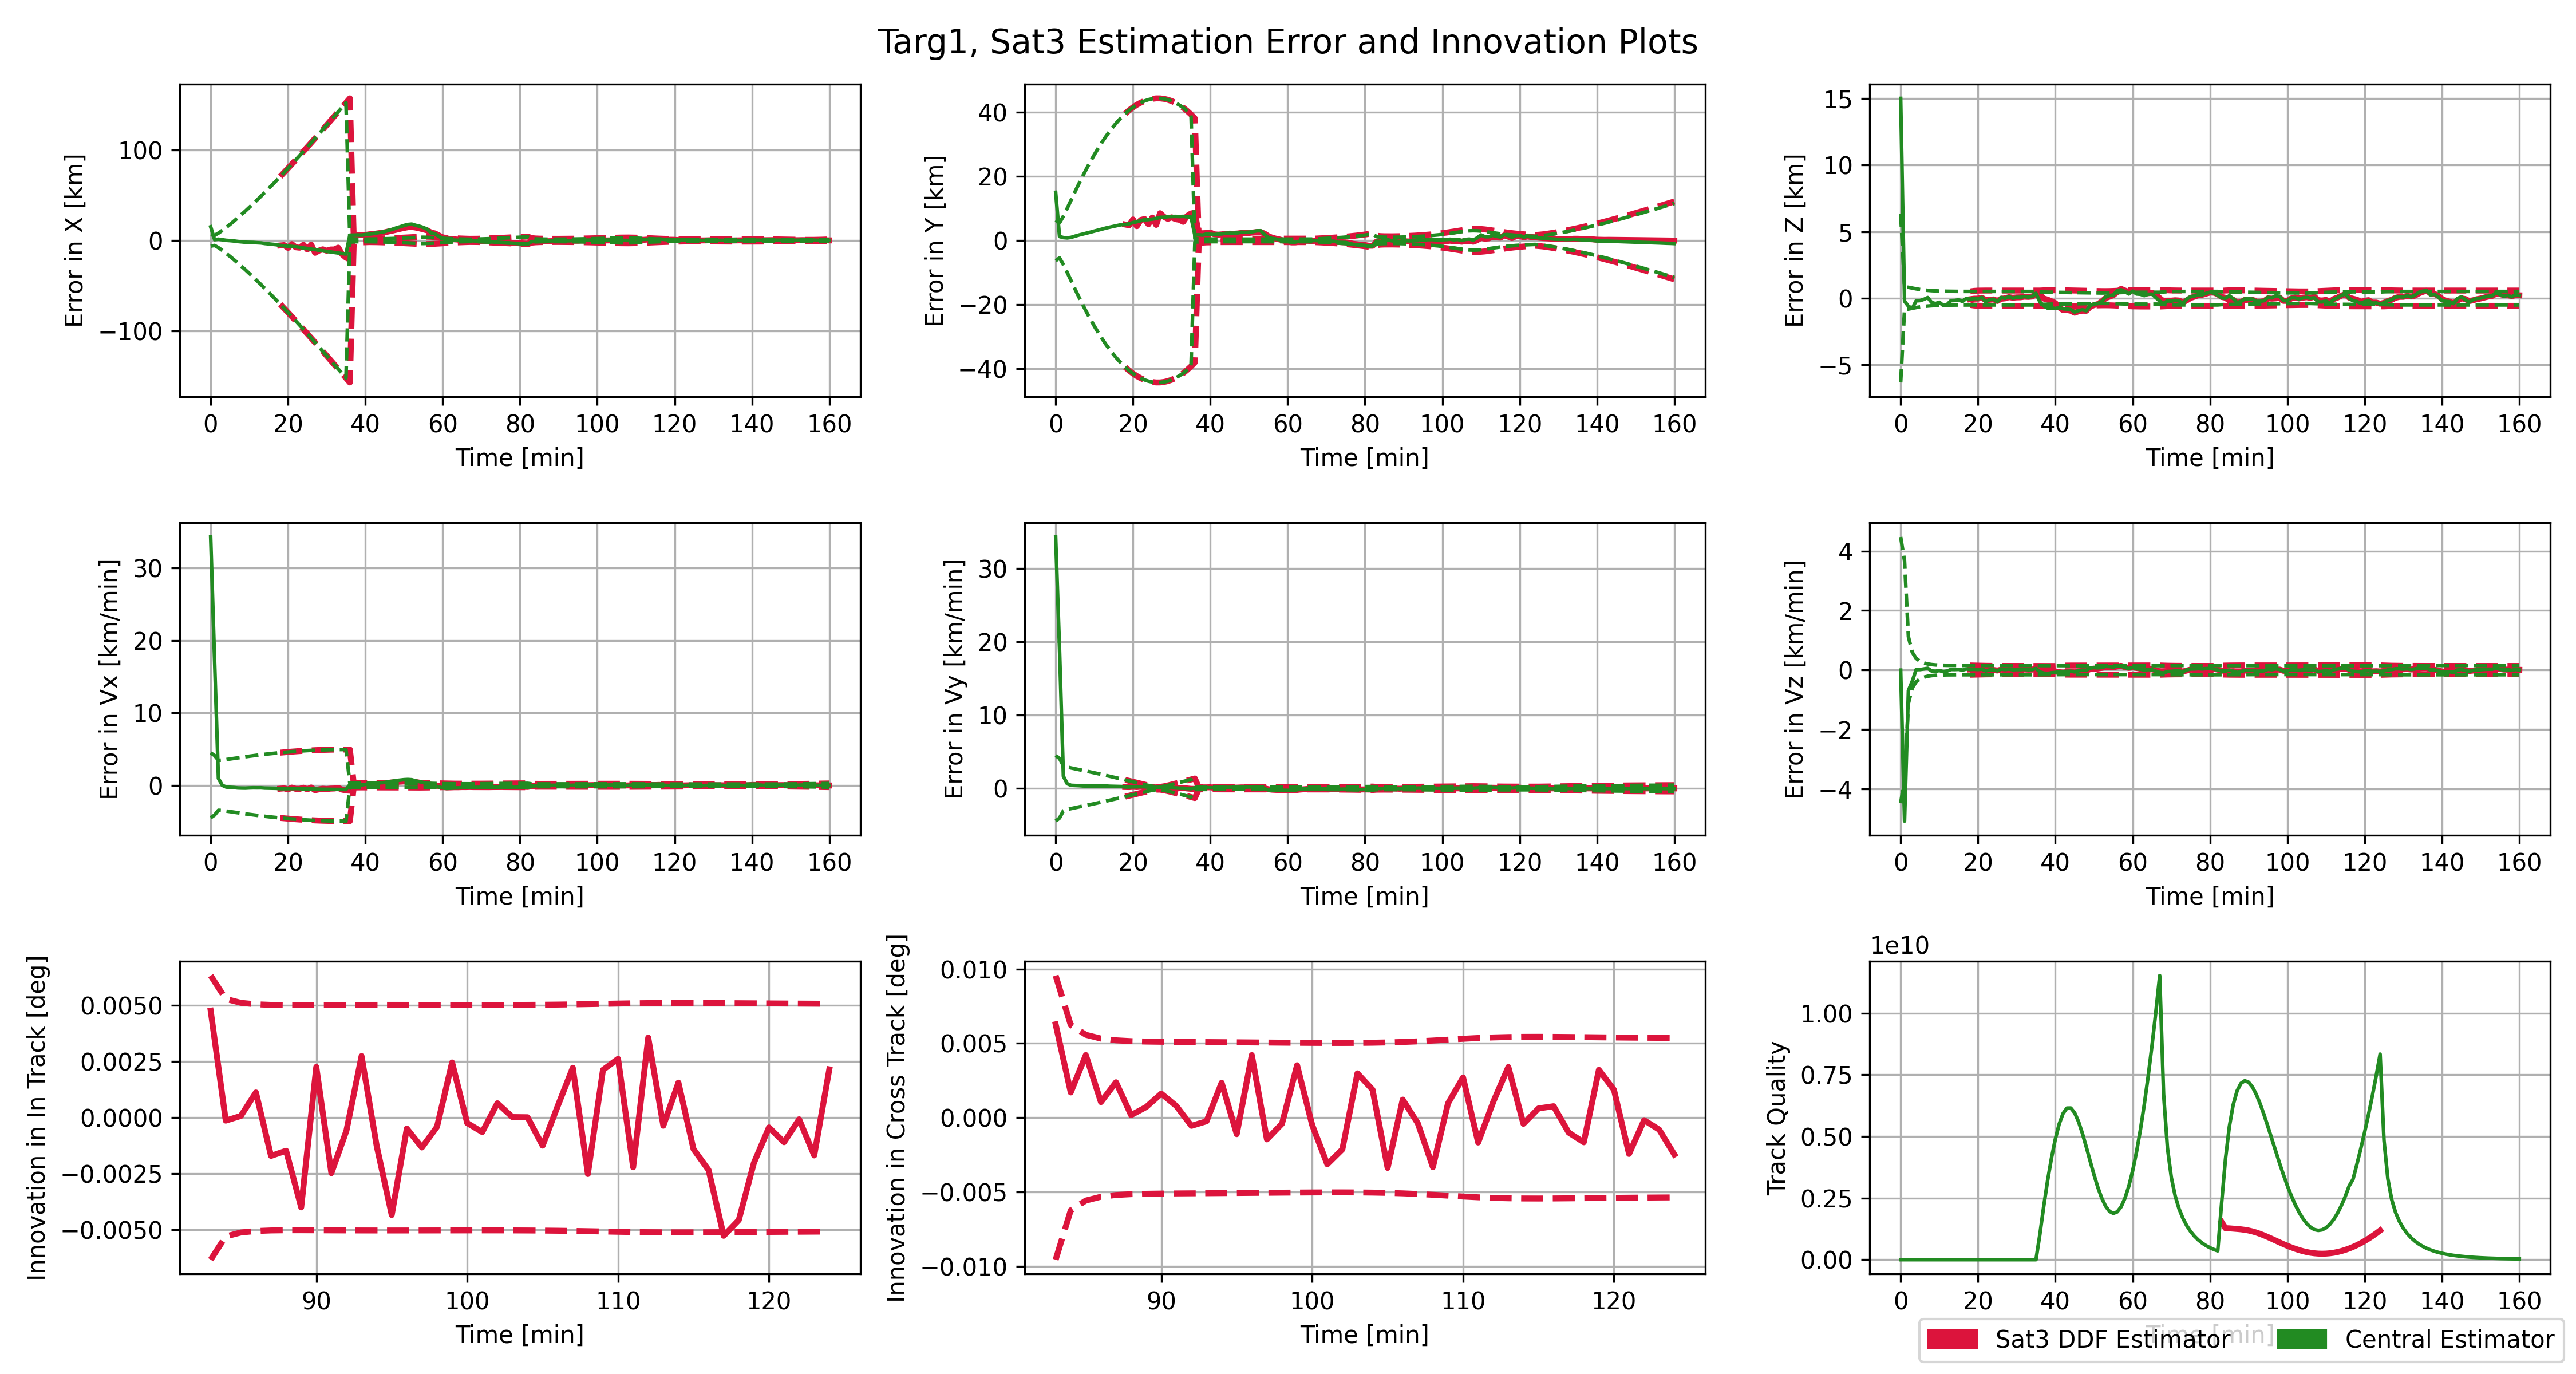 Targ1, Sat3 Estimation Error and Innovation Plots
Error in X [km]
100
0
−100
0 20 40 60 80 100 120 140 160
Time [min]
Error in Y [km]
40
20
0
−20
−40
0 20 40 60 80 100 120 140 160
Time [min]
Error in Z [km]
15
10
5
0
−5
0 20 40 60 80 100 120 140 160
Time [min]
Error in Vx [km/min]
30
20
10
0
0 20 40 60 80 100 120 140 160
Time [min]
Error in Vy [km/min]
30
20
10
0
0 20 40 60 80 100 120 140 160
Time [min]
Error in Vz [km/min]
4
2
0
−2
−4
0 20 40 60 80 100 120 140 160
Time [min]
Innovation in In Track [deg]
0.0050
0.0025
0.0000
−0.0025
−0.0050
90 100 110 120
Time [min]
Innovation in Cross Track [deg]
0.010
0.005
0.000
−0.005
−0.010
90 100 110 120
Time [min]
1e10
Track Quality
1.00
0.75
0.50
0.25
0.00
0 20 40 60 80 100 120 140 160
Time [min]
Sat3 DDF Estimator
Central Estimator